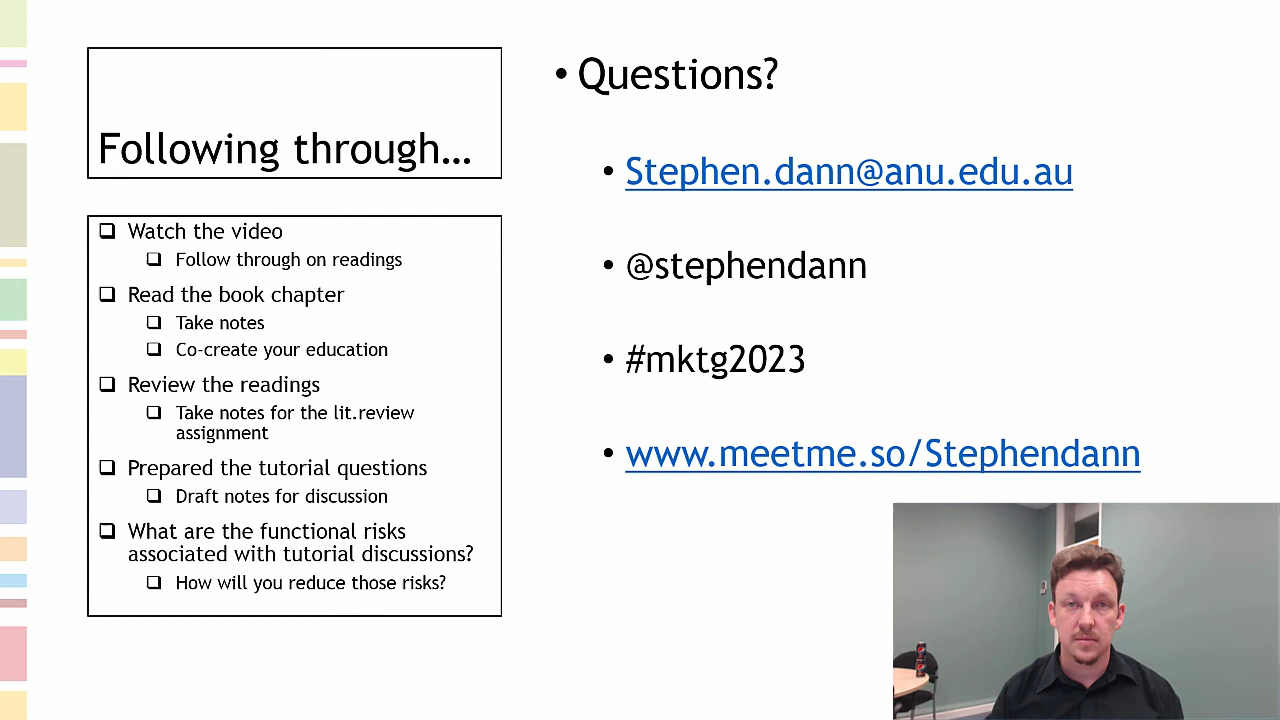 Following through…
Watch the video
Follow through on readings
Read the book chapter
Take notes
Co-create your education
Review the readings
Take notes for the lit.review
assignment
Prepared the tutorial questions
Draft notes for discussion
What are the functional risks
associated with tutorial discussions?
How will you reduce those risks?
Questions?
Stephen.dann@anu.edu.au
@stephendann
#mktg2023
www.meetme.so/Stephendann